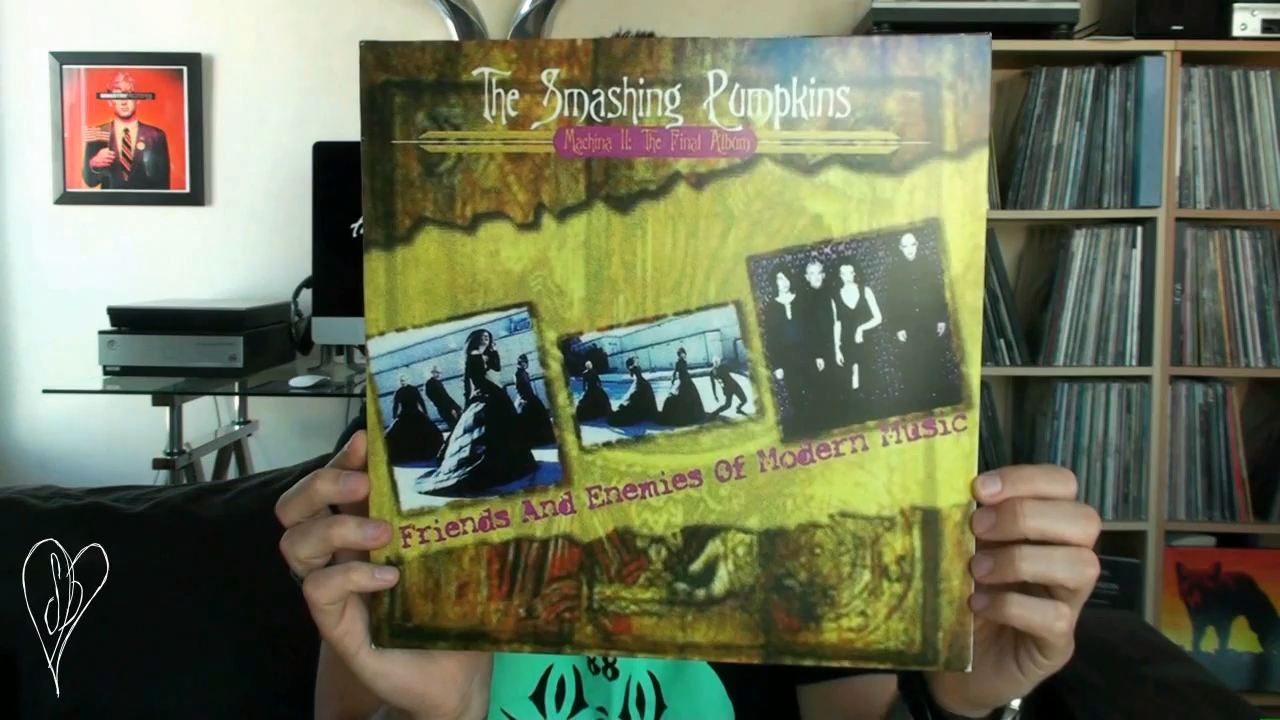 The Smashing Pumpkins
Machina II: The Final Album
Friends And Enemies Of Modern Music